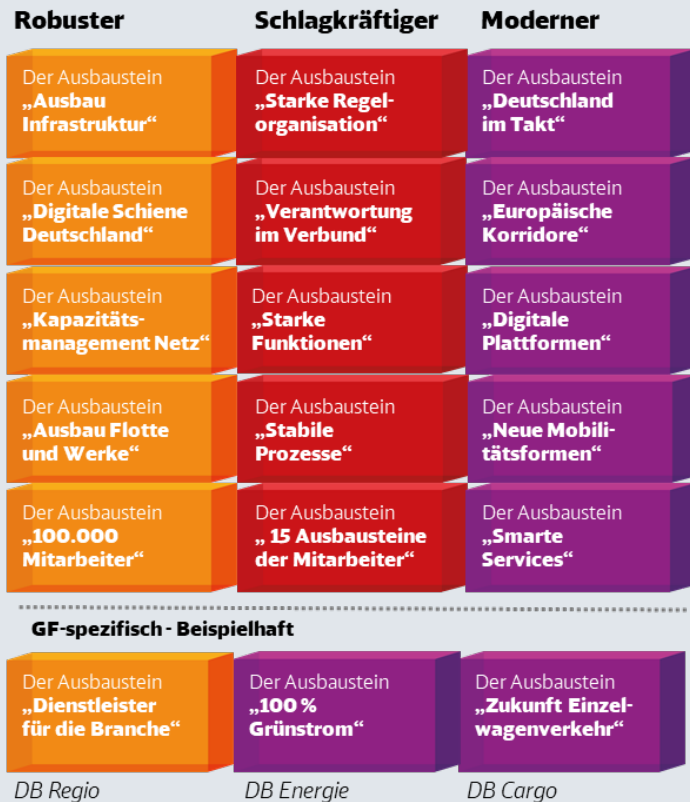 Robuster
Schlagkräftiger
Moderner
Der Ausbaustein
„Ausbau
Infrastruktur“
Der Ausbaustein
„Starke Regel-
organisation“
Der Ausbaustein
„Deutschland
im Takt“
Der Ausbaustein
„Digitale Schiene
Deutschland“
Der Ausbaustein
„Verantwortung
im Verbund“
Der Ausbaustein
„Europäische
Korridore“
Der Ausbaustein
„Kapazitäts-
management Netz“
Der Ausbaustein
„Starke
Funktionen“
Der Ausbaustein
„Digitale
Plattformen“
Der Ausbaustein
„Ausbau Flotte
und Werke“
Der Ausbaustein
„Stabile
Prozesse“
Der Ausbaustein
„Neue Mobili-
tätsformen“
Der Ausbaustein
„100.000
Mitarbeiter“
Der Ausbaustein
„ 15 Ausbausteine
der Mitarbeiter“
Der Ausbaustein
„Smarte
Services“
GF-spezifisch - Beispielhaft
Der Ausbaustein
„Dienstleister
für die Branche“
Der Ausbaustein
„100 %
Grünstrom“
Der Ausbaustein
„Zukunft Einzel-
wagenverkehr“
DB Regio
DB Energie
DB Cargo